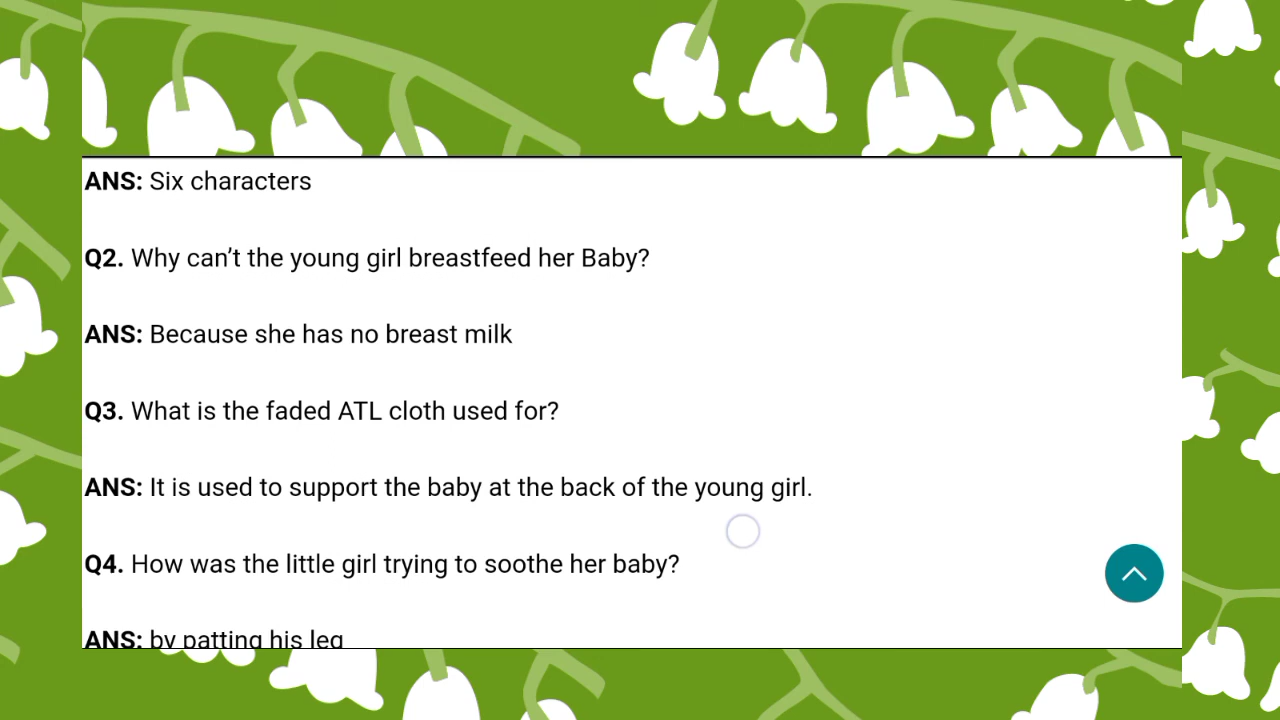 ANS: Six characters
Q2. Why can’t the young girl breastfeed her Baby?
ANS: Because she has no breast milk
Q3. What is the faded ATL cloth used for?
ANS: It is used to support the baby at the back of the young girl.
Q4. How was the little girl trying to soothe her baby?
ANS: by patting his leg